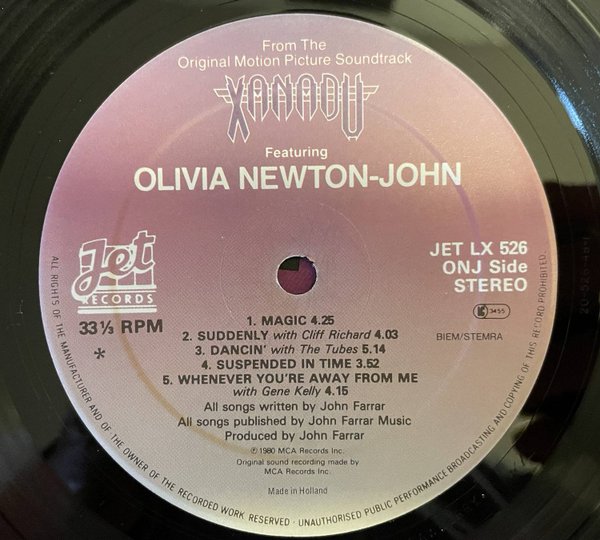 From The
Original Motion Picture Soundtrack
XANADU
Featuring
OLIVIA NEWTON-JOHN
Jet
RECORDS
33⅓ RPM
*
JET LX 526
ONJ Side
STEREO
K 3455
BIEM/STEMRA
1. MAGIC 4.25
2. SUDDENLY with Cliff Richard 4.03
3. DANCIN' with The Tubes 5.14
4. SUSPENDED IN TIME 3.52
5. WHENEVER YOU'RE AWAY FROM ME
with Gene Kelly 4.15
All songs written by John Farrar
All songs published by John Farrar Music
Produced by John Farrar
℗ 1980 MCA Records Inc.
Original sound recording made by
MCA Records Inc.
Made in Holland
ALL RIGHTS OF THE MANUFACTURER AND OF THE OWNER OF THE RECORDED WORK RESERVED · UNAUTHORISED PUBLIC PERFORMANCE BROADCASTING AND COPYING OF THIS RECORD PROHIBITED.